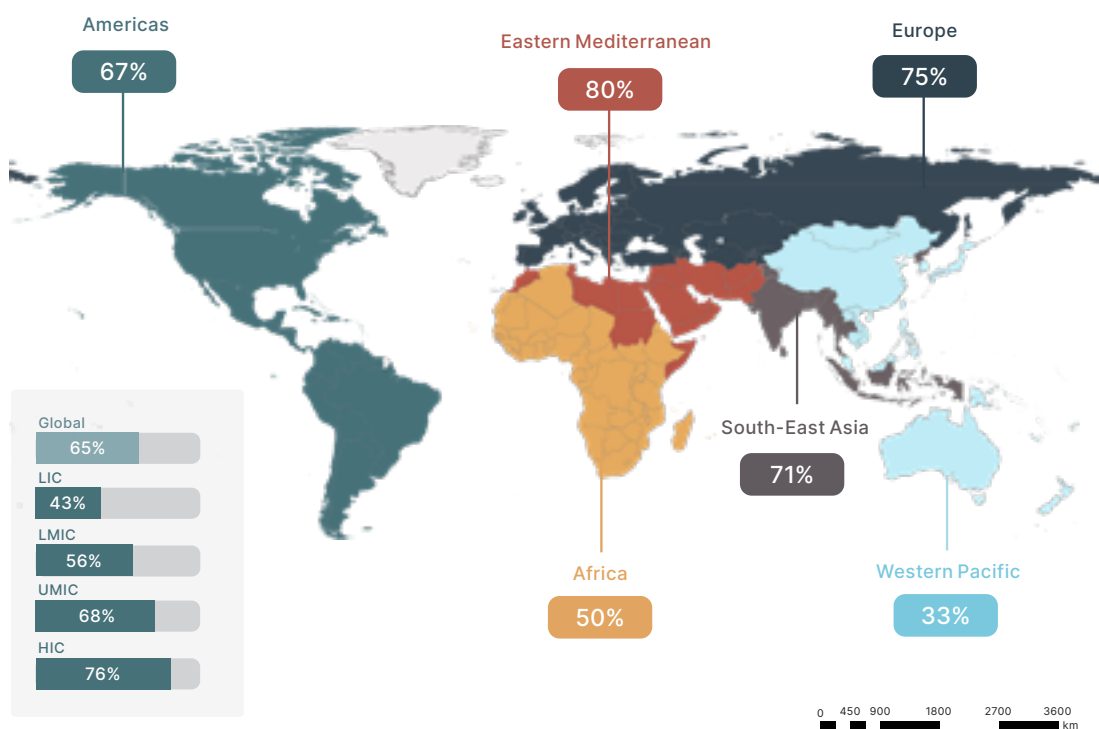 Americas
67%
Eastern Mediterranean
80%
Europe
75%
South-East Asia
71%
Africa
50%
Western Pacific
33%
Global
65%
LIC
43%
LMIC
56%
UMIC
68%
HIC
76%
0 450 900 1800 2700 3600
km